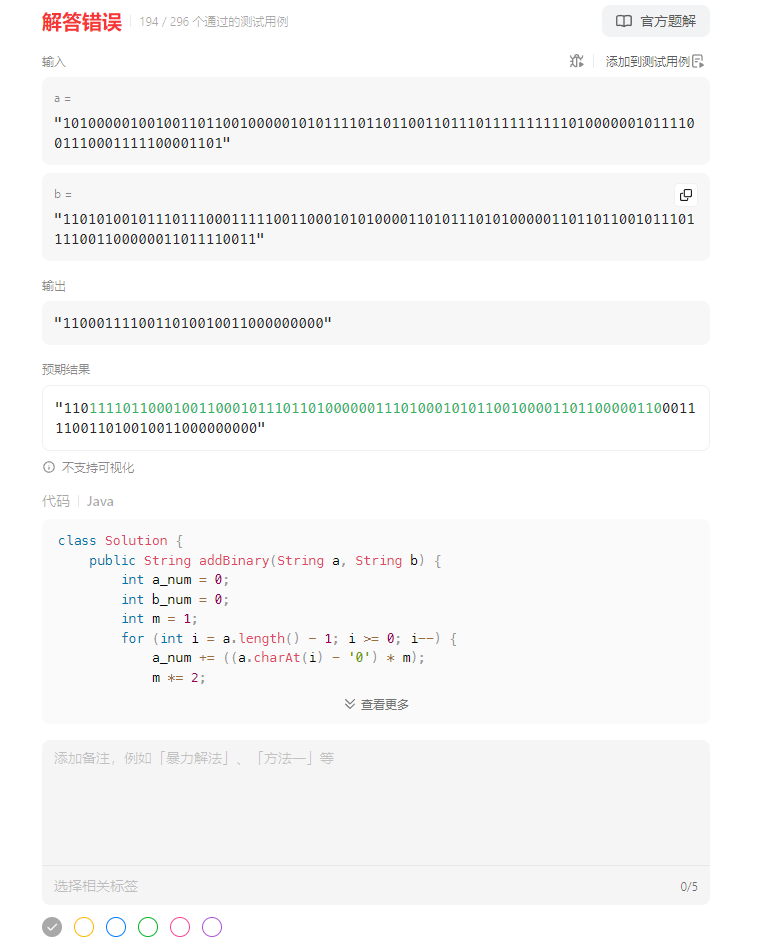 解答错误
194 / 296 个通过的测试用例
官方题解
输入
添加到测试用例
a =
"1010000010010011011001000001010111101101100110111011111111110100000010111100111000111110000 1101"
b =
"110101001011101110001111100110001010100001101011101010000011011011001011101111001100000011011110011"
输出
"110001111001101001001100000000 0"
预期结果
"110111101100010011000101110110100000011101000101011001000011011000001100011110011010010011000000000"
不支持可视化
代码
Java
class Solution {
public String addBinary(String a, String b) {
int a_num = 0;
int b_num = 0;
int m = 1;
for (int i = a.length() - 1; i >= 0; i--) {
a_num += ((a.charAt(i) - '0') * m);
m *= 2;
查看更多
添加备注，例如「暴力解法」、「方法一」等
选择相关标签
0/5